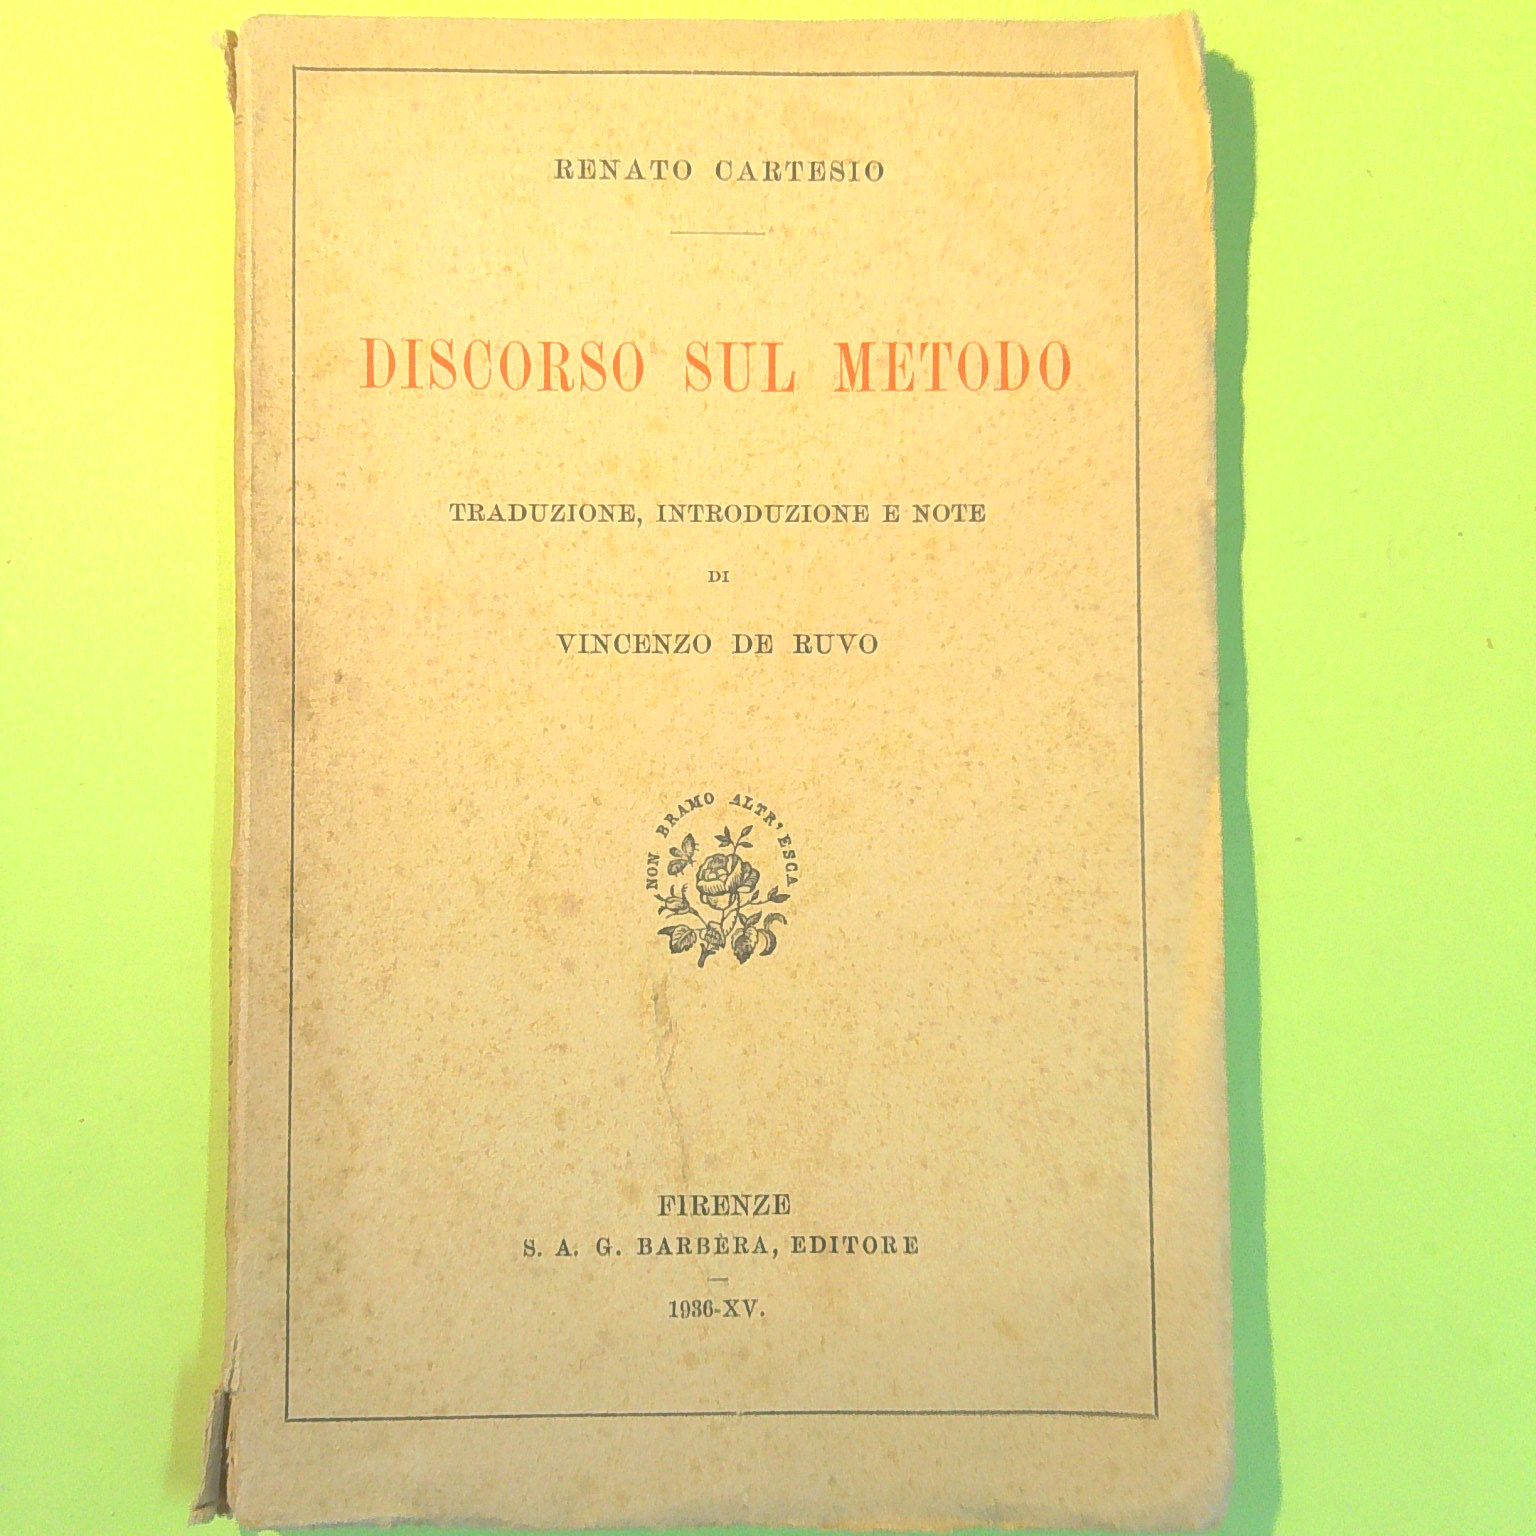 RENATO CARTESIO
DISCORSO SUL METODO
TRADUZIONE, INTRODUZIONE E NOTE
DI
VINCENZO DE RUVO
NON BRAMO ALTR'ESCA
FIRENZE
S. A. G. BARBÈRA, EDITORE
1936-XV.